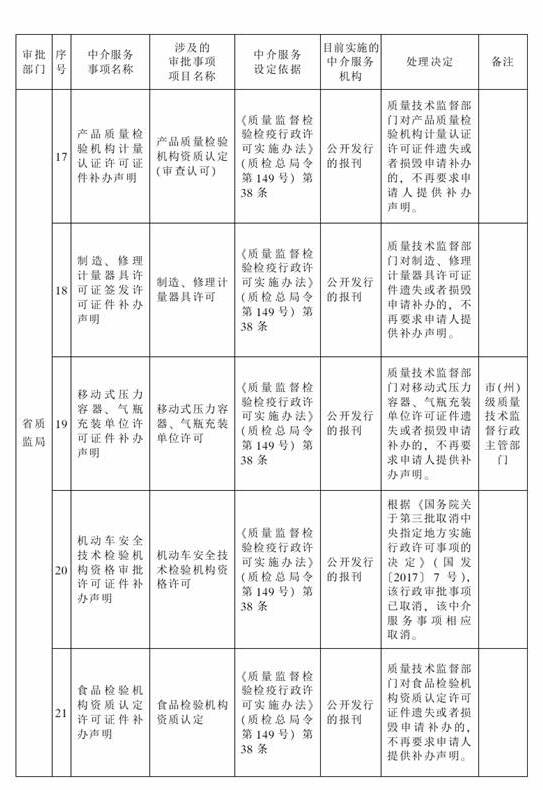 审批部门
序号
中介服务事项名称
涉及的审批事项项目名称
中介服务设定依据
目前实施的中介服务机构
处理决定
备注
省质监局
17
产品质量检
验机构计量
认证许可证
件补办声明
产品质量检验
机构资质认定
(审查认可)
《质量监督检
验检疫行政许
可实施办法》
(质检总局令
第149号)第
38条
公开发行
的报刊
质量技术监督部
门对产品质量检
验机构计量认证
许可证件遗失或
者损毁申请补办
的，不再要求申
请人提供补办
声明。
18
制造、修理
计量器具许
可证签发许
可证件补办
声明
制造、修理计
量器具许可
《质量监督检
验检疫行政许
可实施办法》
(质检总局令
第149号)第
38条
公开发行
的报刊
质量技术监督部
门对制造、修理
计量器具许可证
件遗失或者损毁
申请补办的，不
再要求申请人提
供补办声明。
19
移动式压力
容器、气瓶
充装单位许
可证件补办
声明
移动式压力容
器、气瓶充装
单位许可
《质量监督检
验检疫行政许
可实施办法》
(质检总局令
第149号)第
38条
公开发行
的报刊
质量技术监督部
门对移动式压力
容器、气瓶充装
单位许可证件遗
失或者损毁申请
补办的，不再要
求申请人提供补
办声明。
市(州)
级质量
技术监
督行政
主管部
门
20
机动车安全
技术检验机
构资格审批
许可证件补
办声明
机动车安全技
术检验机构资
格许可
《质量监督检
验检疫行政许
可实施办法》
(质检总局令
第149号)第
38条
公开发行
的报刊
根据《国务院关
于第三批取消中
央指定地方实施
行政许可事项的
决定》(国发
〔2017〕7号)，
该行政审批事项
已取消，该中介
服务事项相应
取消。
21
食品检验机
构资质认定
许可证件补
办声明
食品检验机构
资质认定
《质量监督检
验检疫行政许
可实施办法》
(质检总局令
第149号)第
38条
公开发行
的报刊
质量技术监督部
门对食品检验机
构资质认定许可
证件遗失或者损
毁申请补办的，
不再要求申请人
提供补办声明。